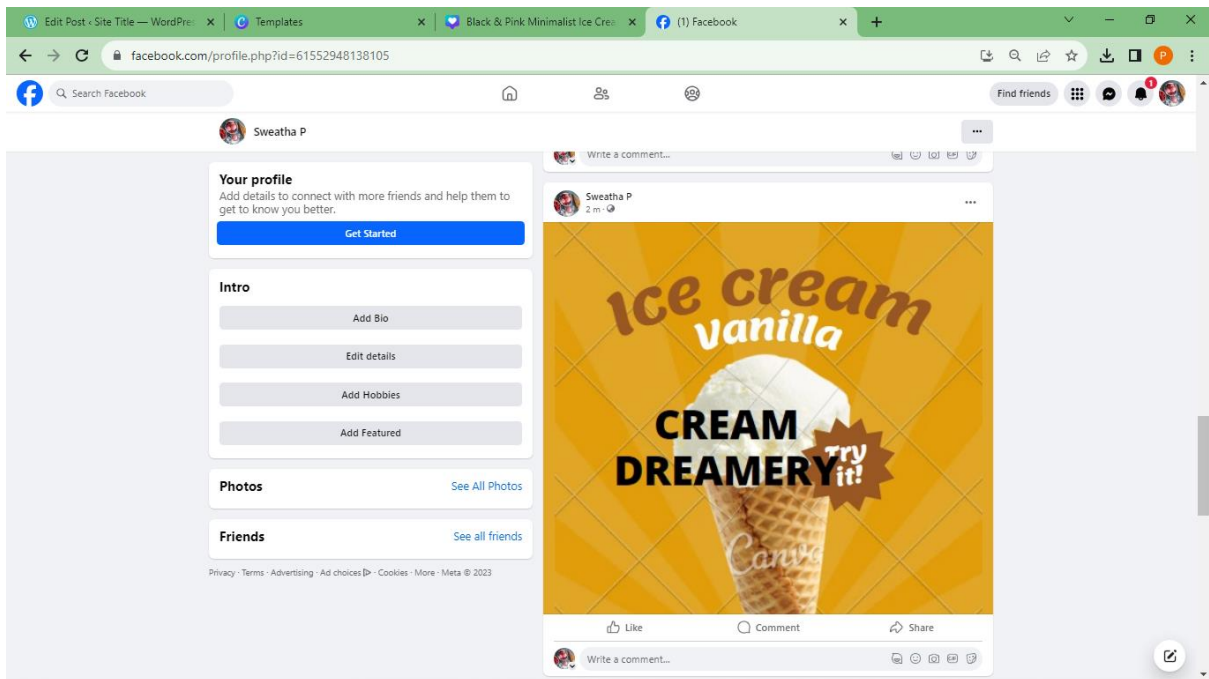 Edit Post ‹ Site Title — WordPres
Templates
Black & Pink Minimalist Ice Crea
(1) Facebook
facebook.com/profile.php?id=61552948138105
P
Search Facebook
Find friends
1
Sweatha P
Write a comment...
Your profile
Add details to connect with more friends and help them to
get to know you better.
Get Started
Intro
Add Bio
Edit details
Add Hobbies
Add Featured
Photos
See All Photos
Friends
See all friends
Privacy · Terms · Advertising · Ad choices · Cookies · More · Meta © 2023
Sweatha P
2 m ·
Ice cream
vanilla
CREAM
DREAMERY
Try
it!
Canva
Like
Comment
Share
Write a comment...